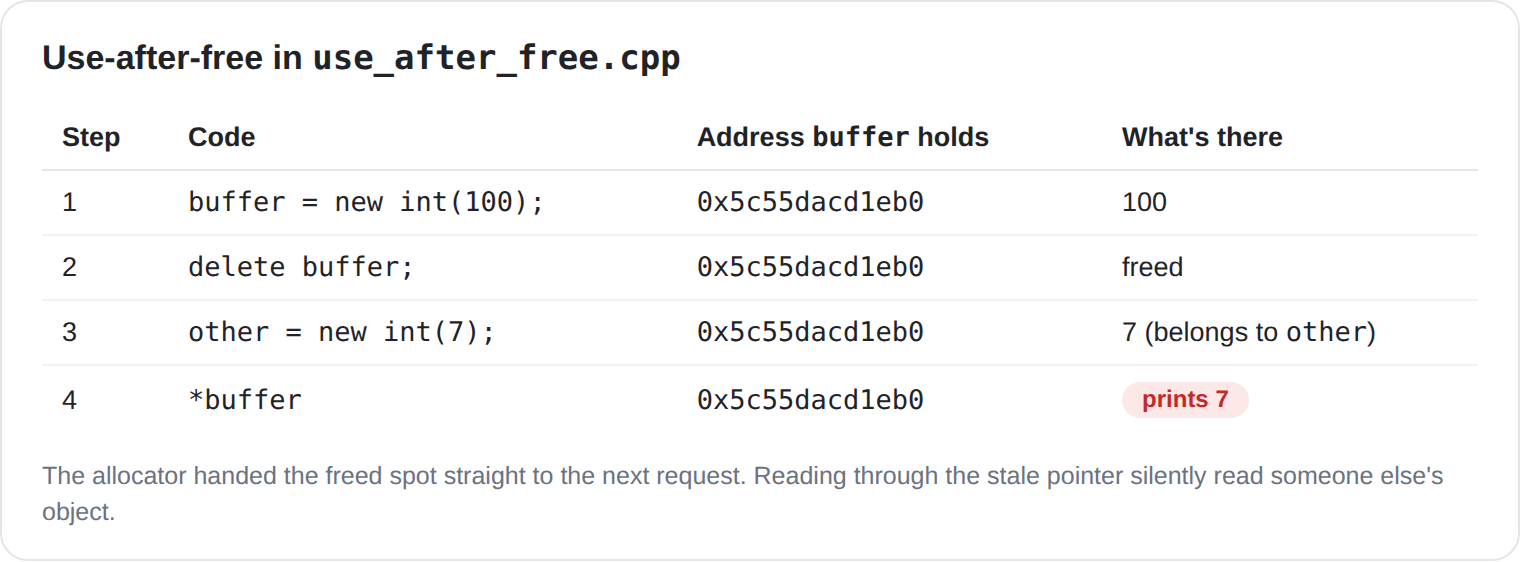 Use-after-free in use_after_free.cpp
Step Code Address buffer holds What's there
1 buffer = new int(100); 0x5c55dacd1eb0 100
2 delete buffer; 0x5c55dacd1eb0 freed
3 other = new int(7); 0x5c55dacd1eb0 7 (belongs to other)
4 *buffer 0x5c55dacd1eb0 prints 7
The allocator handed the freed spot straight to the next request. Reading through the stale pointer silently read someone else's
object.